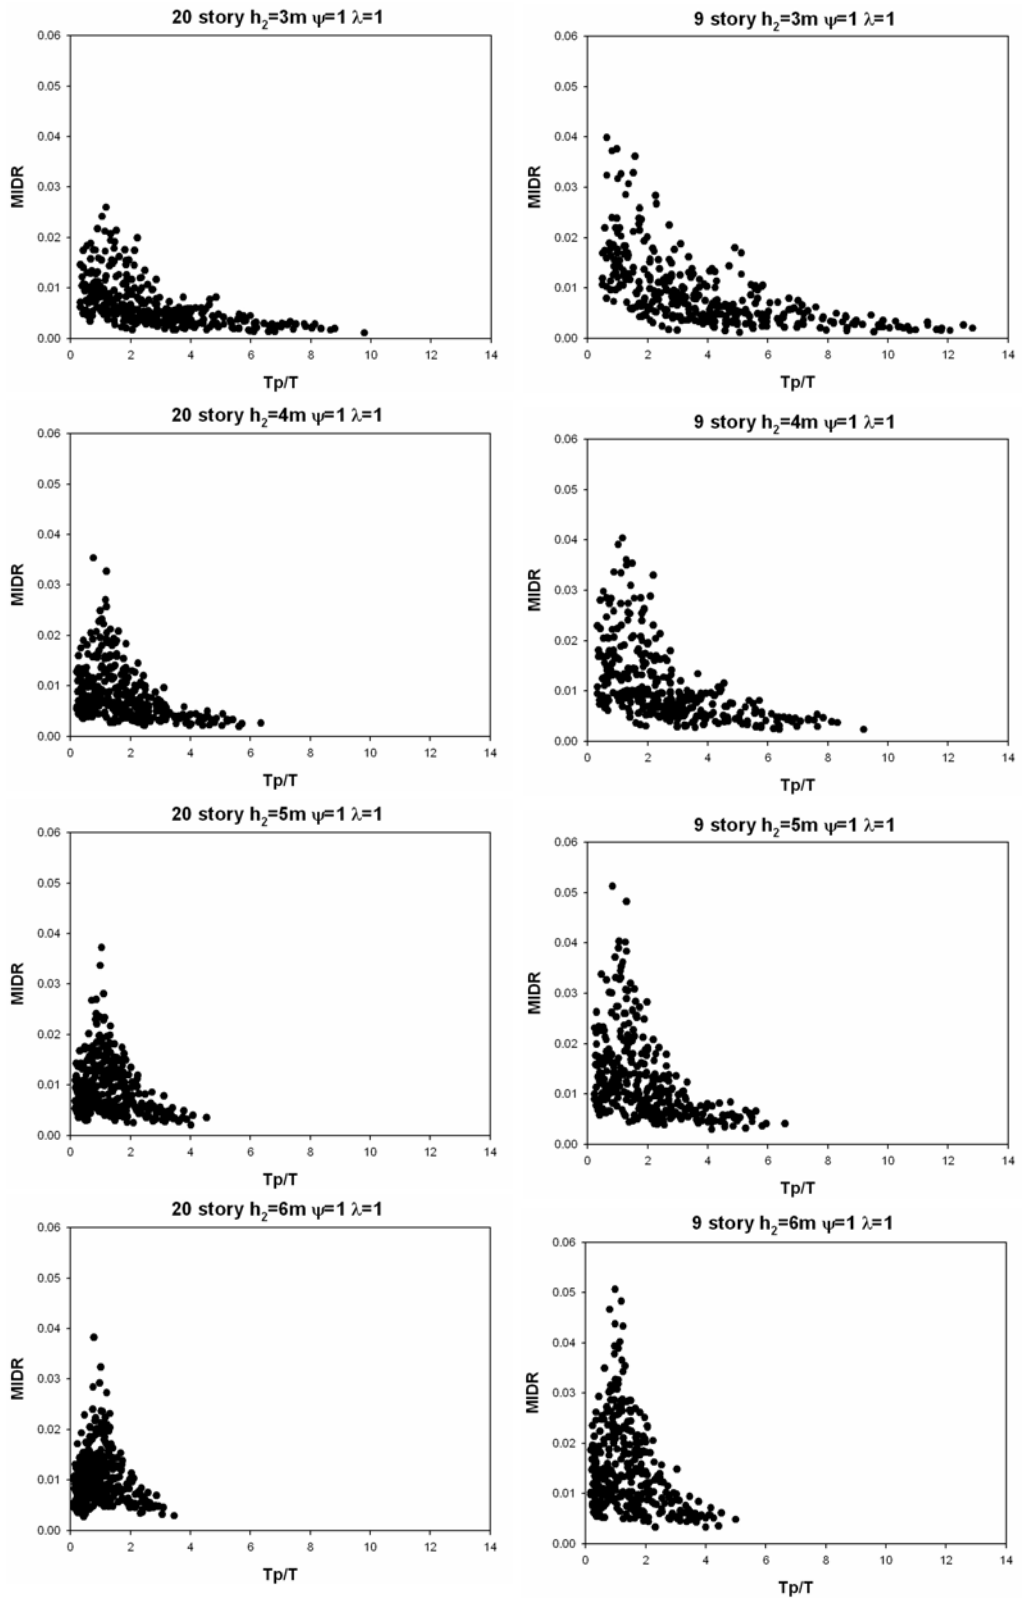 20 story h₂=3m ψ=1 λ=1
0.06
0.05
0.04
0.03
0.02
0.01
0.00
MIDR
0 2 4 6 8 10 12 14
Tp/T
9 story h₂=3m ψ=1 λ=1
0.06
0.05
0.04
0.03
0.02
0.01
0.00
MIDR
0 2 4 6 8 10 12 14
Tp/T
20 story h₂=4m ψ=1 λ=1
0.06
0.05
0.04
0.03
0.02
0.01
0.00
MIDR
0 2 4 6 8 10 12 14
Tp/T
9 story h₂=4m ψ=1 λ=1
0.06
0.05
0.04
0.03
0.02
0.01
0.00
MIDR
0 2 4 6 8 10 12 14
Tp/T
20 story h₂=5m ψ=1 λ=1
0.06
0.05
0.04
0.03
0.02
0.01
0.00
MIDR
0 2 4 6 8 10 12 14
Tp/T
9 story h₂=5m ψ=1 λ=1
0.06
0.05
0.04
0.03
0.02
0.01
0.00
MIDR
0 2 4 6 8 10 12 14
Tp/T
20 story h₂=6m ψ=1 λ=1
0.06
0.05
0.04
0.03
0.02
0.01
0.00
MIDR
0 2 4 6 8 10 12 14
Tp/T
9 story h₂=6m ψ=1 λ=1
0.06
0.05
0.04
0.03
0.02
0.01
0.00
MIDR
0 2 4 6 8 10 12 14
Tp/T